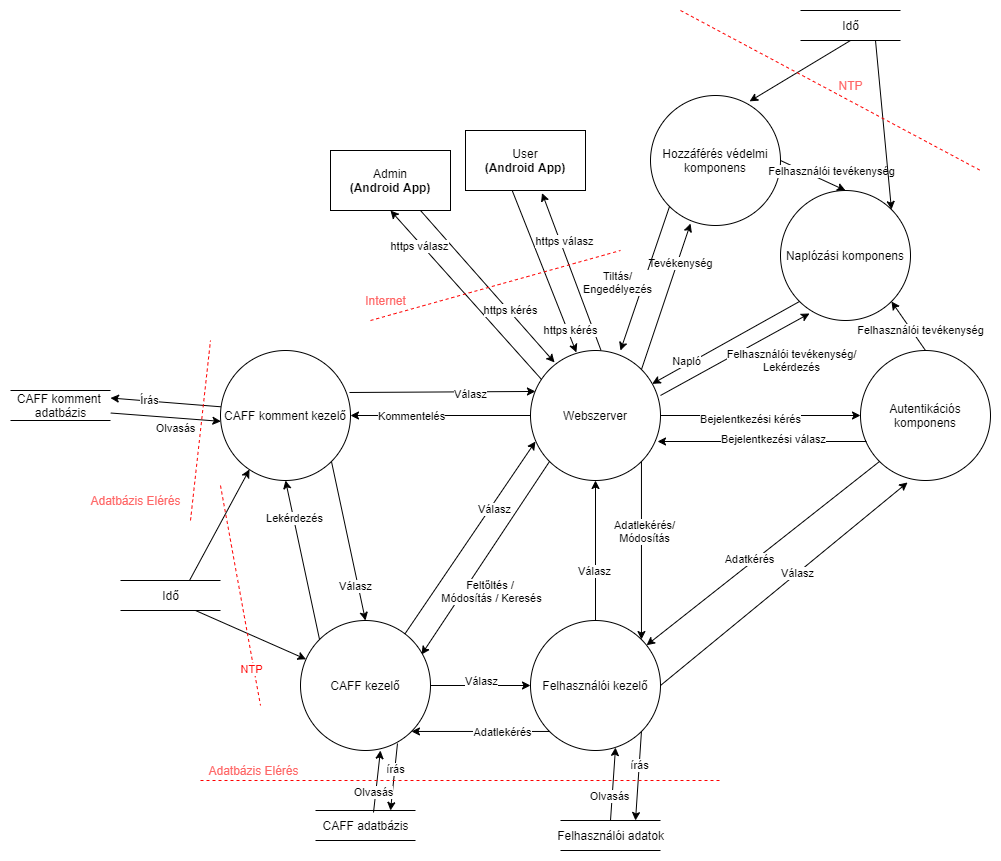 Idő
NTP
User
(Android App)
Admin
(Android App)
Hozzáférés védelmi
komponens
Felhasználói tevékenység
https válasz
https válasz
Tevékenység
Naplózási komponens
Tiltás/
Engedélyezés
Internet
https kérés
https kérés
Felhasználói tevékenység
Napló
Felhasználói tevékenység/
Lekérdezés
CAFF komment
adatbázis
Írás
Olvasás
CAFF komment kezelő
Válasz
Kommentelés
Webszerver
Bejelentkezési kérés
Bejelentkezési válasz
Autentikációs
komponens
Adatbázis Elérés
Lekérdezés
Válasz
Adatlekérés/
Módosítás
Válasz
Feltöltés /
Módosítás / Keresés
Válasz
Adatkérés
Válasz
Idő
NTP
CAFF kezelő
Válasz
Felhasználói kezelő
Adatlekérés
Adatbázis Elérés
írás
Olvasás
írás
Olvasás
CAFF adatbázis
Felhasználói adatok